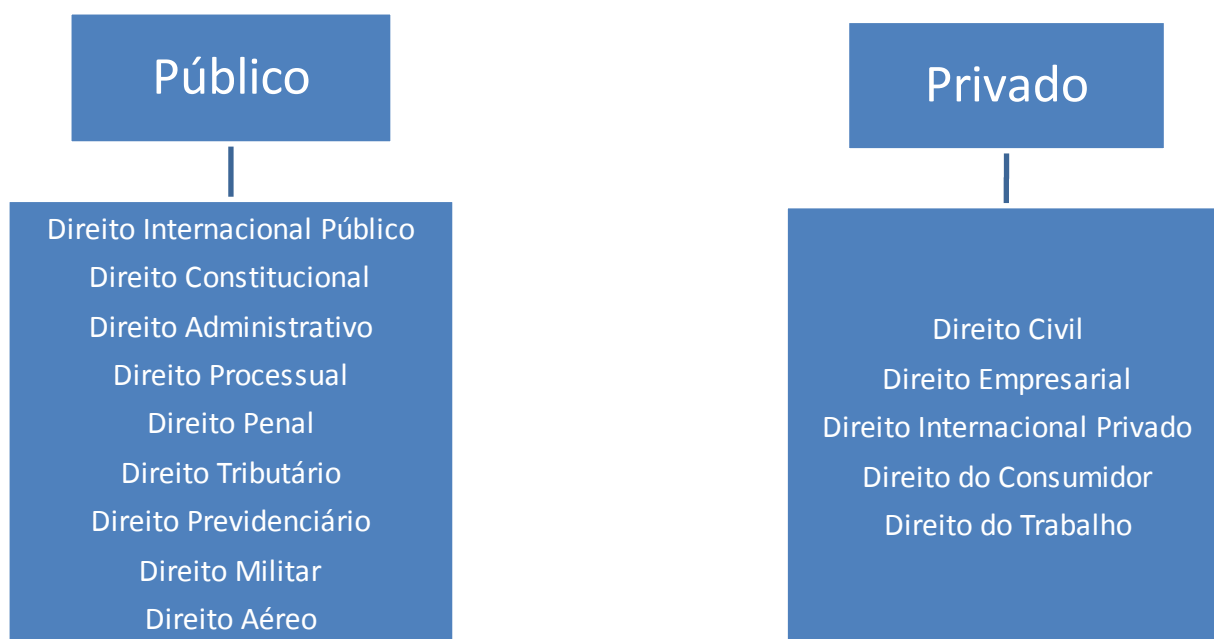 Público
Direito Internacional Público
Direito Constitucional
Direito Administrativo
Direito Processual
Direito Penal
Direito Tributário
Direito Previdenciário
Direito Militar
Direito Aéreo
Privado
Direito Civil
Direito Empresarial
Direito Internacional Privado
Direito do Consumidor
Direito do Trabalho